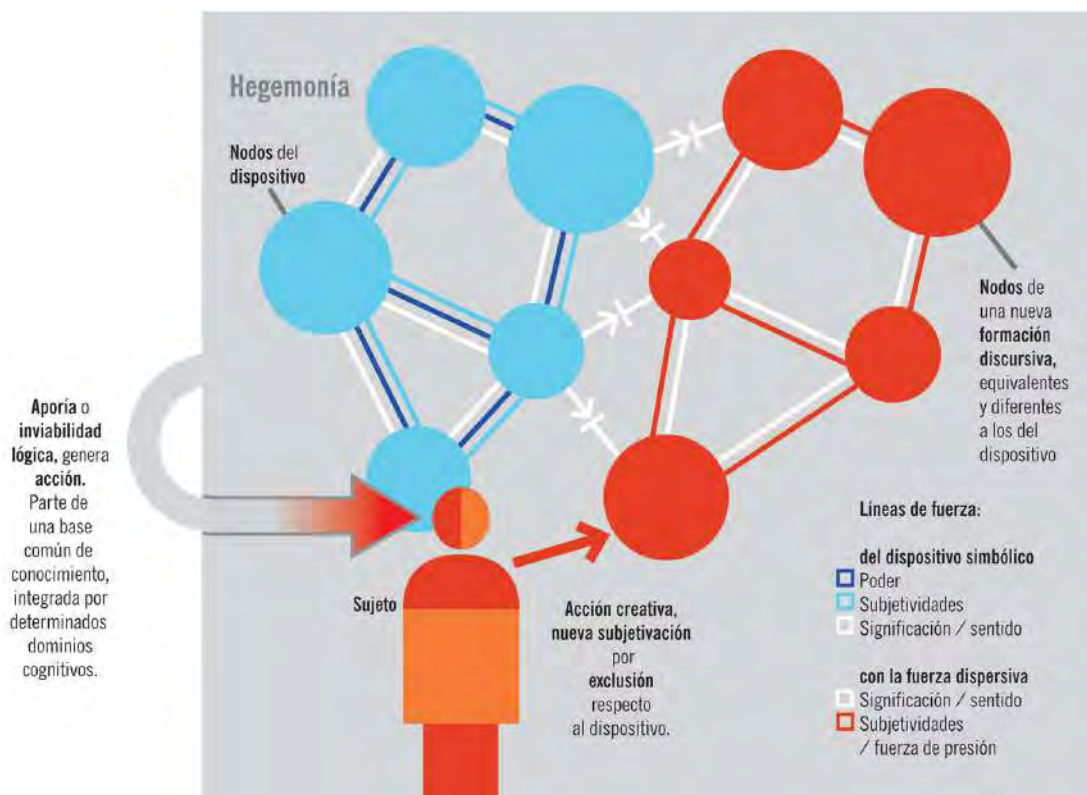 Hegemonía
Nodos del
dispositivo
Nodos de
una nueva
formación
discursiva,
equivalentes
y diferentes
a los del
dispositivo
Aporía o
inviabilidad
lógica, genera
acción.
Parte de
una base
común de
conocimiento,
integrada por
determinados
dominios
cognitivos.
Sujeto
Acción creativa,
nueva subjetivación
por
exclusión
respecto
al dispositivo.
Líneas de fuerza:
del dispositivo simbólico
Poder
Subjetividades
Significación / sentido
con la fuerza dispersiva
Significación / sentido
Subjetividades
/ fuerza de presión